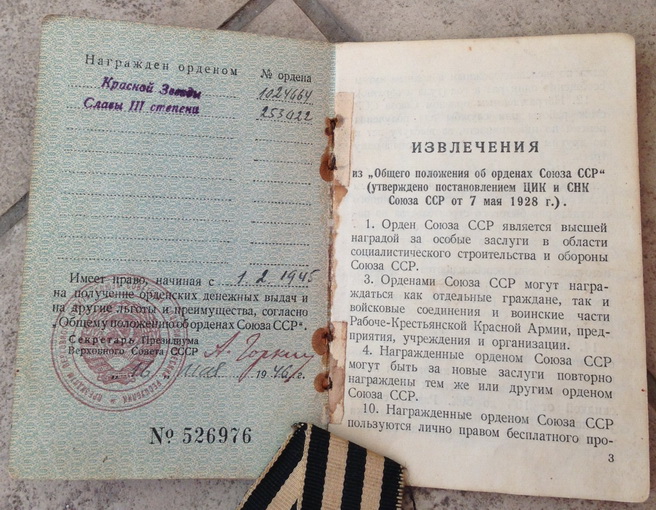 Награжден орденом № ордена
Красной Звезды 1024664
Славы III степени 253022
Имеет право, начиная с 1.2.1945
на получение орденских денежных выдач и
на другие льготы и преимущества, согласно
„Общему положению об орденах Союза ССР“.
Секретарь Президиума
Верховного Совета СССР А. Горкин
„16“ мая 1946 г.
№ 526976
ИЗВЛЕЧЕНИЯ
из „Общего положения об орденах Союза ССР“
(утверждено постановлением ЦИК и СНК
Союза ССР от 7 мая 1928 г.).
1. Орден Союза ССР является высшей
наградой за особые заслуги в области
социалистического строительства и обороны
Союза ССР.
3. Орденами Союза ССР могут награ-
ждаться как отдельные граждане, так и
войсковые соединения и воинские части
Рабоче-Крестьянской Красной Армии, пред-
приятия, учреждения и организации.
4. Награжденные орденом Союза ССР
могут быть за новые заслуги повторно
награждены тем же или другим орденом
Союза ССР.
10. Награжденные орденом Союза ССР
пользуются лично правом бесплатного про-
3